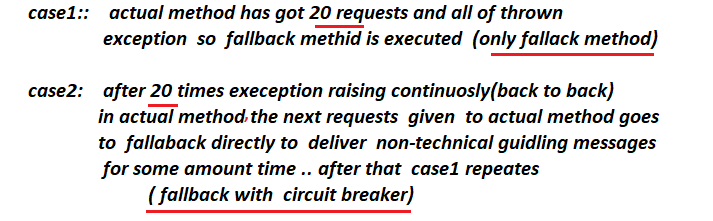 case1:: actual method has got 20 requests and all of thrown
exception so fallback methid is executed (only fallack method)
case2: after 20 times exeception raising continuosly(back to back)
in actual method,the next requests given to actual method goes
to fallaback directly to deliver non-technical guidling messages
for some amount time .. after that case1 repeates
( fallback with circuit breaker)